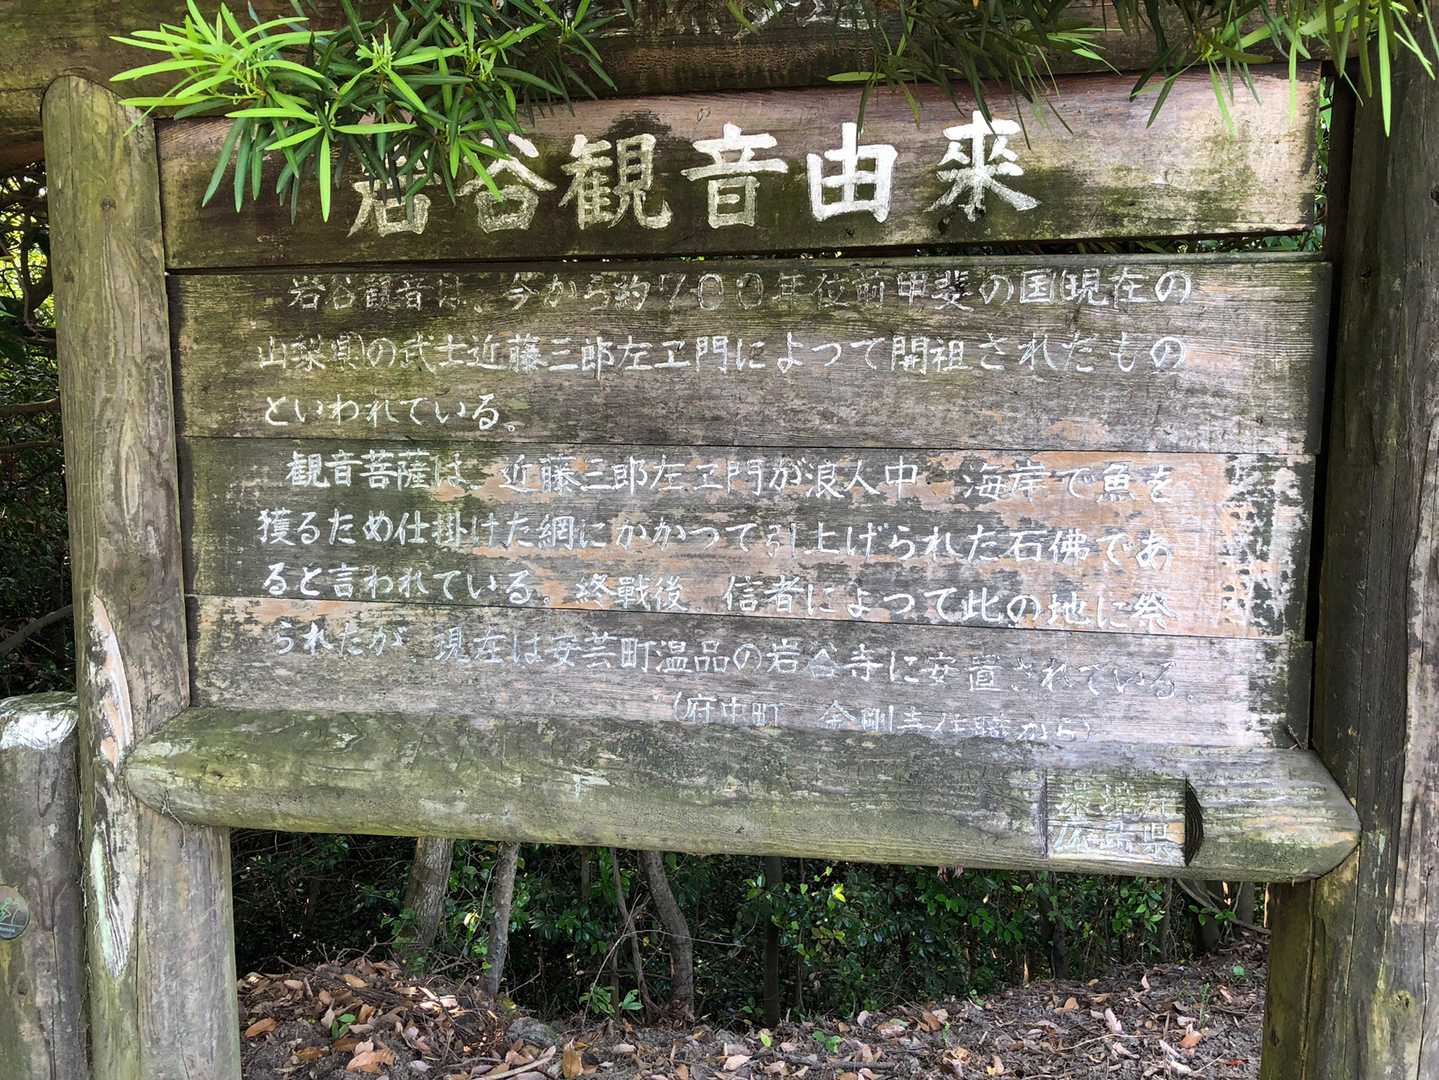 岩谷観音由来
岩谷観音は、今から約700年位前甲斐の国現在の
山梨県の武士近藤三郎左ヱ門によって開祖されたもの
といわれている。
観音菩薩は、近藤三郎左ヱ門が浪人中、海岸で魚を
獲るため仕掛けた網にかかつて引上げられた石佛であ
ると言われている。終戰後、信者によって此の地に祭
られたが、現在は安芸町温品の岩谷寺に安置されている。
(府中町 金剛寺住職から)
環境庁
広島県